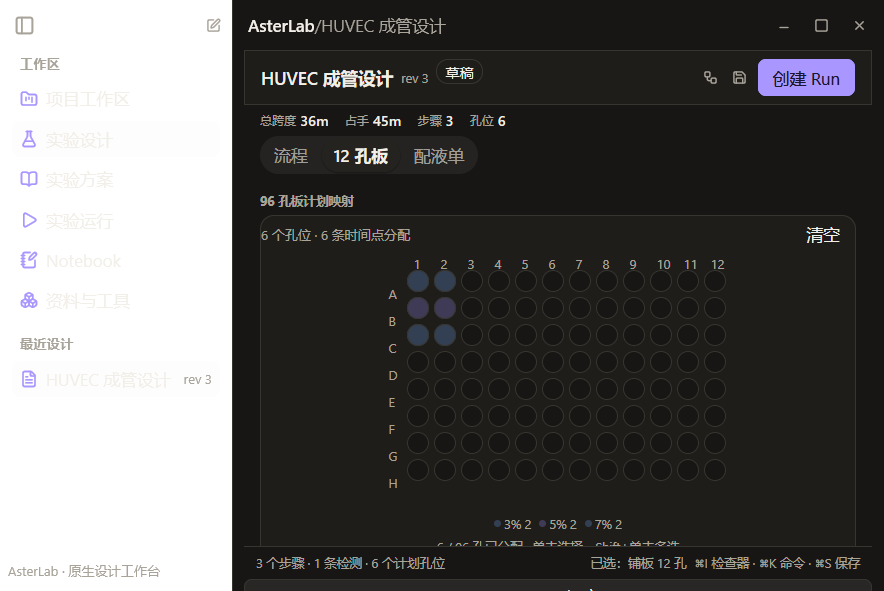 AsterLab/HUVEC 成管设计
工作区
项目工作区
实验设计
实验方案
实验运行
Notebook
资料与工具
最近设计
HUVEC 成管设计 rev 3
AsterLab · 原生设计工作台
HUVEC 成管设计 rev 3 草稿
创建 Run
总跨度 36m 占手 45m 步骤 3 孔位 6
流程 12 孔板 配液单
96 孔板计划映射
6 个孔位 · 6 条时间点分配 清空
1 2 3 4 5 6 7 8 9 10 11 12
A
B
C
D
E
F
G
H
3% 2 5% 2 7% 2
3 个步骤 · 1 条检测 · 6 个计划孔位
已选: 铺板 12 孔 ⌘I 检查器 · ⌘K 命令 · ⌘S 保存